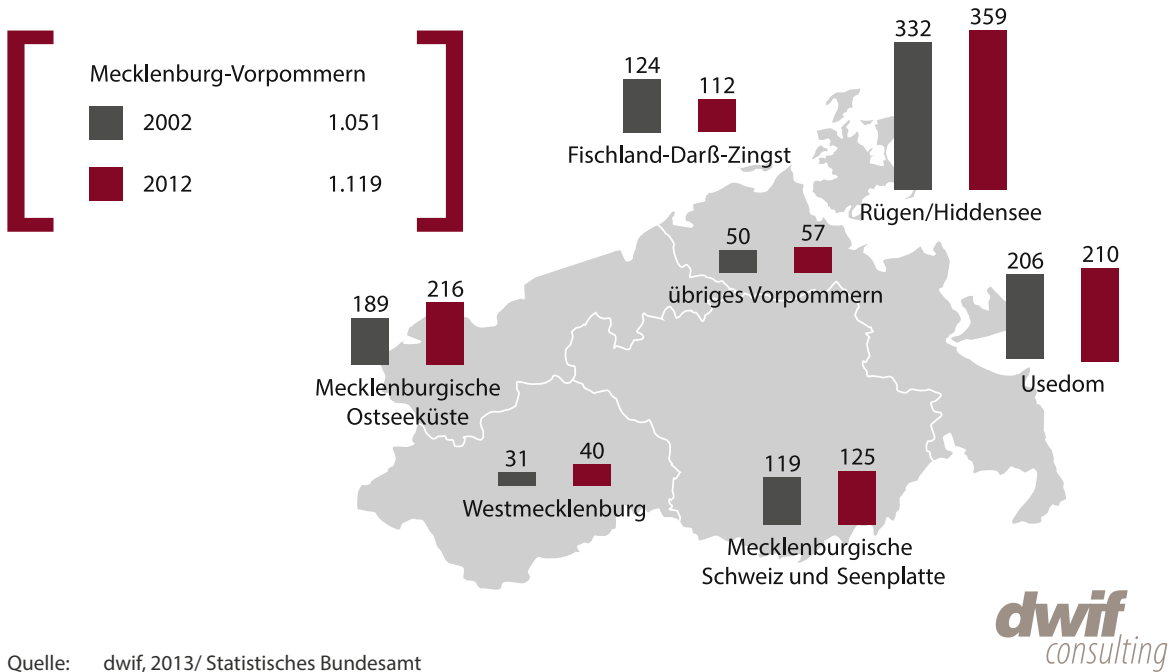 Mecklenburg-Vorpommern
2002 1.051
2012 1.119
124 112
Fischland-Darß-Zingst
332 359
Rügen/Hiddensee
50 57
übriges Vorpommern
206 210
Usedom
189 216
Mecklenburgische
Ostseeküste
31 40
Westmecklenburg
119 125
Mecklenburgische
Schweiz und Seenplatte
dwif
consulting
Quelle: dwif, 2013/ Statistisches Bundesamt